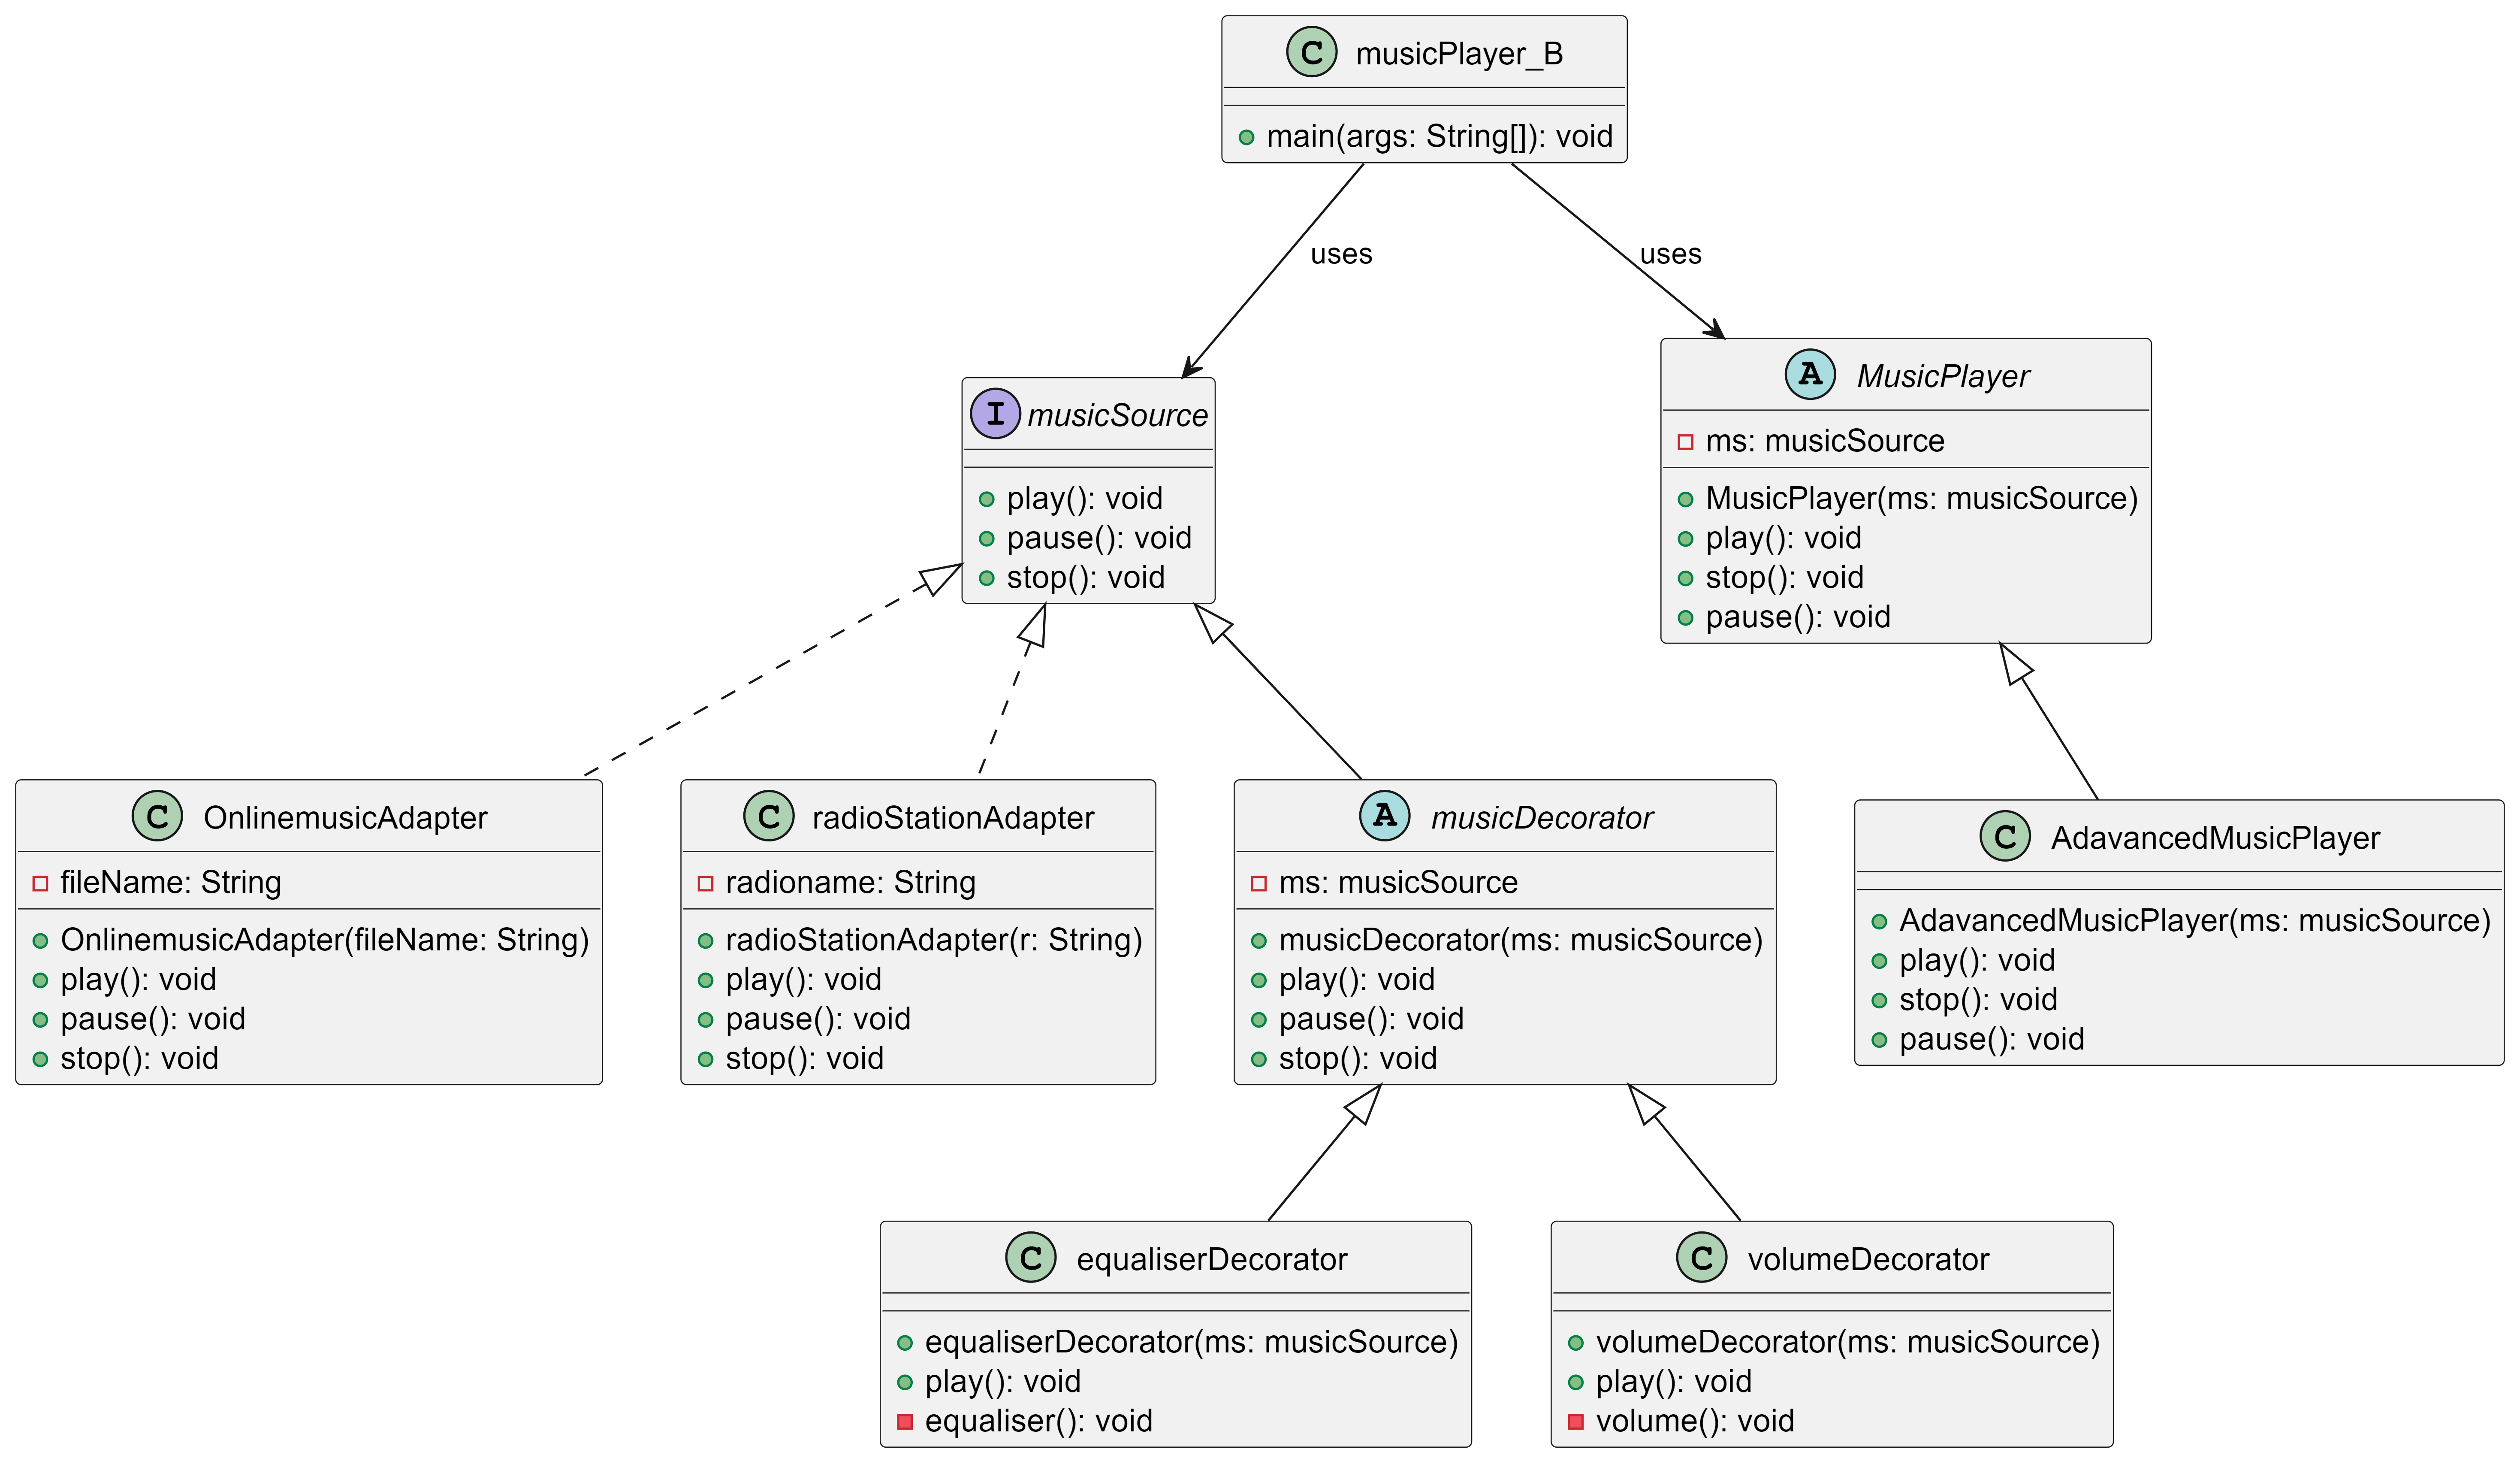 C musicPlayer_B
main(args: String[]): void
uses
uses
I musicSource
play(): void
pause(): void
stop(): void
A MusicPlayer
ms: musicSource
MusicPlayer(ms: musicSource)
play(): void
stop(): void
pause(): void
C OnlinemusicAdapter
fileName: String
OnlinemusicAdapter(fileName: String)
play(): void
pause(): void
stop(): void
C radioStationAdapter
radioname: String
radioStationAdapter(r: String)
play(): void
pause(): void
stop(): void
A musicDecorator
ms: musicSource
musicDecorator(ms: musicSource)
play(): void
pause(): void
stop(): void
C AdavancedMusicPlayer
AdavancedMusicPlayer(ms: musicSource)
play(): void
stop(): void
pause(): void
C equaliserDecorator
equaliserDecorator(ms: musicSource)
play(): void
equaliser(): void
C volumeDecorator
volumeDecorator(ms: musicSource)
play(): void
volume(): void